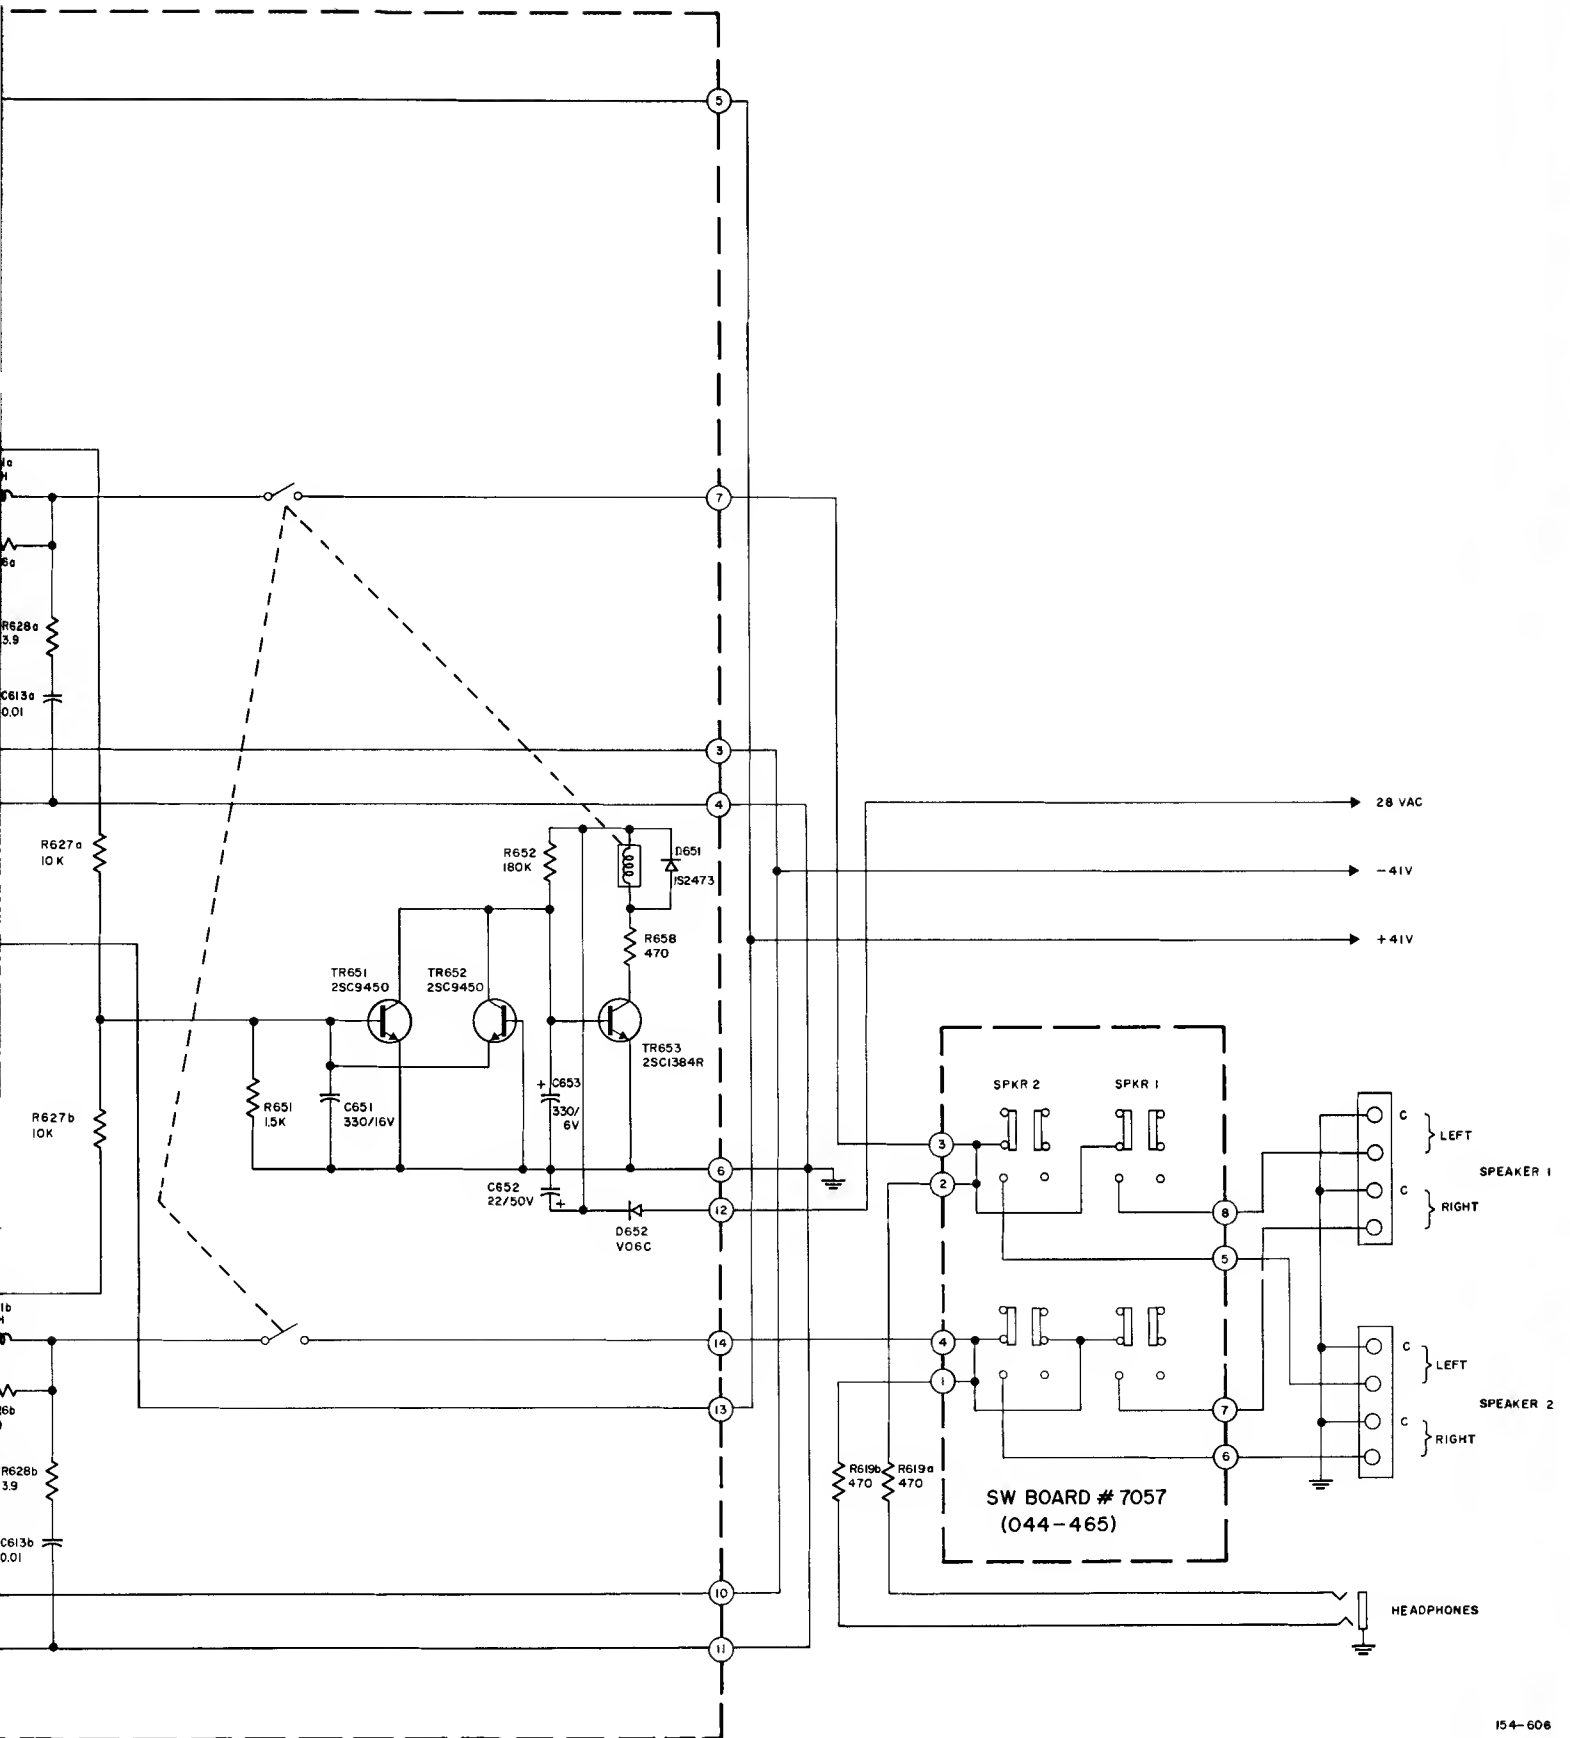 5
7
R628a
3.9
C613a
0.01
3
4
28 VAC
R627a
10K
R652
180K
D651
1S2473
-41V
R658
470
+41V
TR651
2SC9450
TR652
2SC9450
TR653
2SC1384R
SPKR 2
SPKR 1
R651
1.5K
C651
330/16V
+
C653
330/
6V
R627b
10K
3
C
LEFT
SPEAKER 1
6
2
C652
22/50V
+
C
RIGHT
12
8
D652
V06C
5
14
4
C
LEFT
1
13
7
SPEAKER 2
C
RIGHT
6
R628b
3.9
R619b
470
R619a
470
SW BOARD # 7057
(044-465)
C613b
0.01
10
HEADPHONES
11
154-606